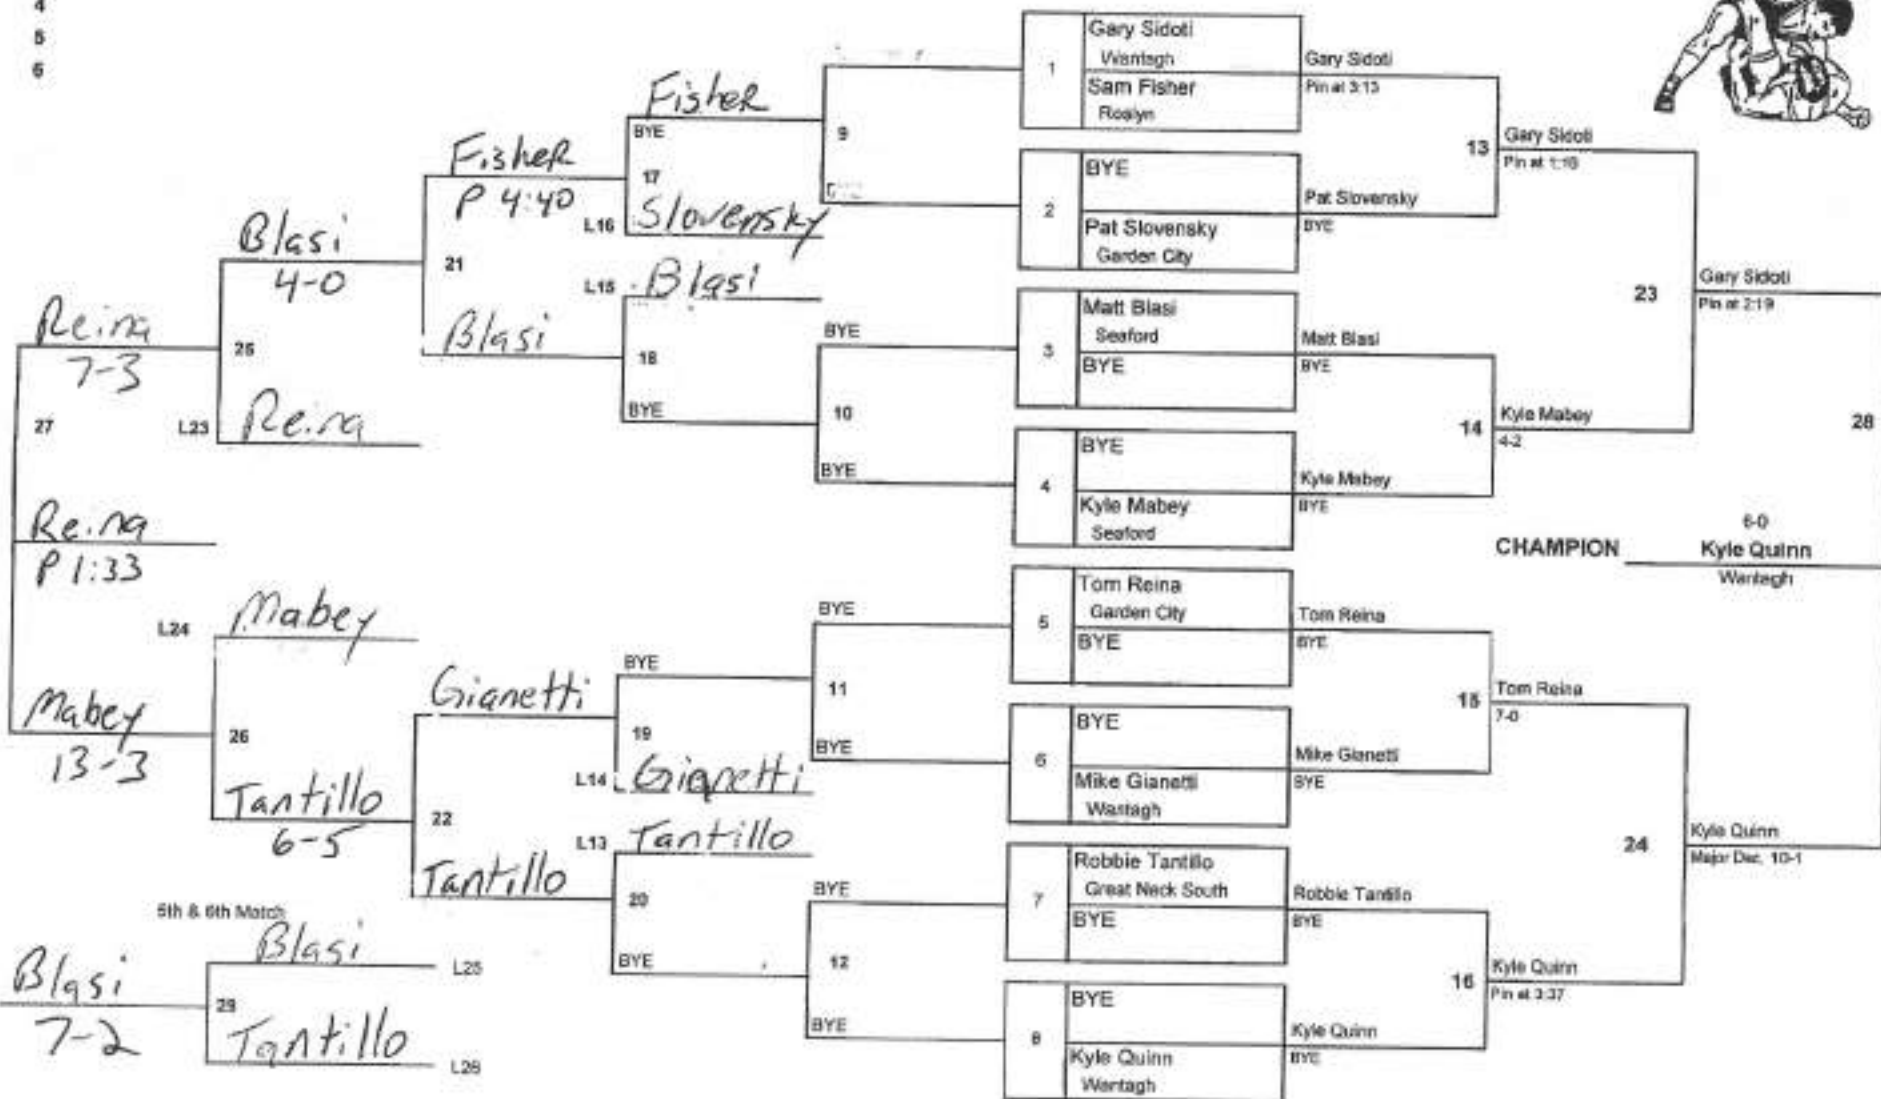 4
5
6
Gary Sidoti
Wantagh
1
Sam Fisher
Roslyn
Gary Sidoti
Pin at 3:13
BYE
2
Pat Slovensky
Garden City
Pat Slovensky
BYE
13
Gary Sidoti
Pin at 1:16
Matt Blasi
Seaford
3
BYE
Matt Blasi
BYE
BYE
4
Kyle Mabey
Seaford
Kyle Mabey
BYE
14
Kyle Mabey
4-2
23
Gary Sidoti
Pin at 2:19
28
6-0
CHAMPION Kyle Quinn
Wantagh
Tom Reina
Garden City
5
BYE
Tom Reina
BYE
BYE
6
Mike Gianetti
Wantagh
Mike Gianetti
BYE
15
Tom Reina
7-0
Robbie Tantillo
Great Neck South
7
BYE
Robbie Tantillo
BYE
BYE
8
Kyle Quinn
Wantagh
Kyle Quinn
BYE
16
Kyle Quinn
Pin at 3:37
24
Kyle Quinn
Major Dec. 10-1
9
Fisher
BYE
17
L16 Slovensky
Fisher
P 4:40
21
L15 Blasi
18
BYE
Blasi
BYE
10
BYE
Blasi
4-0
25
L23 Reina
Reina
7-3
27
Reina
P 1:33
L24 Mabey
26
Mabey
13-3
Tantillo
6-5
Gianetti
22
Tantillo
BYE
19
L14 Gianetti
L13 Tantillo
20
BYE
BYE
11
BYE
BYE
12
BYE
5th & 6th Match
Blasi L25
29
Tantillo L26
Blasi
7-2